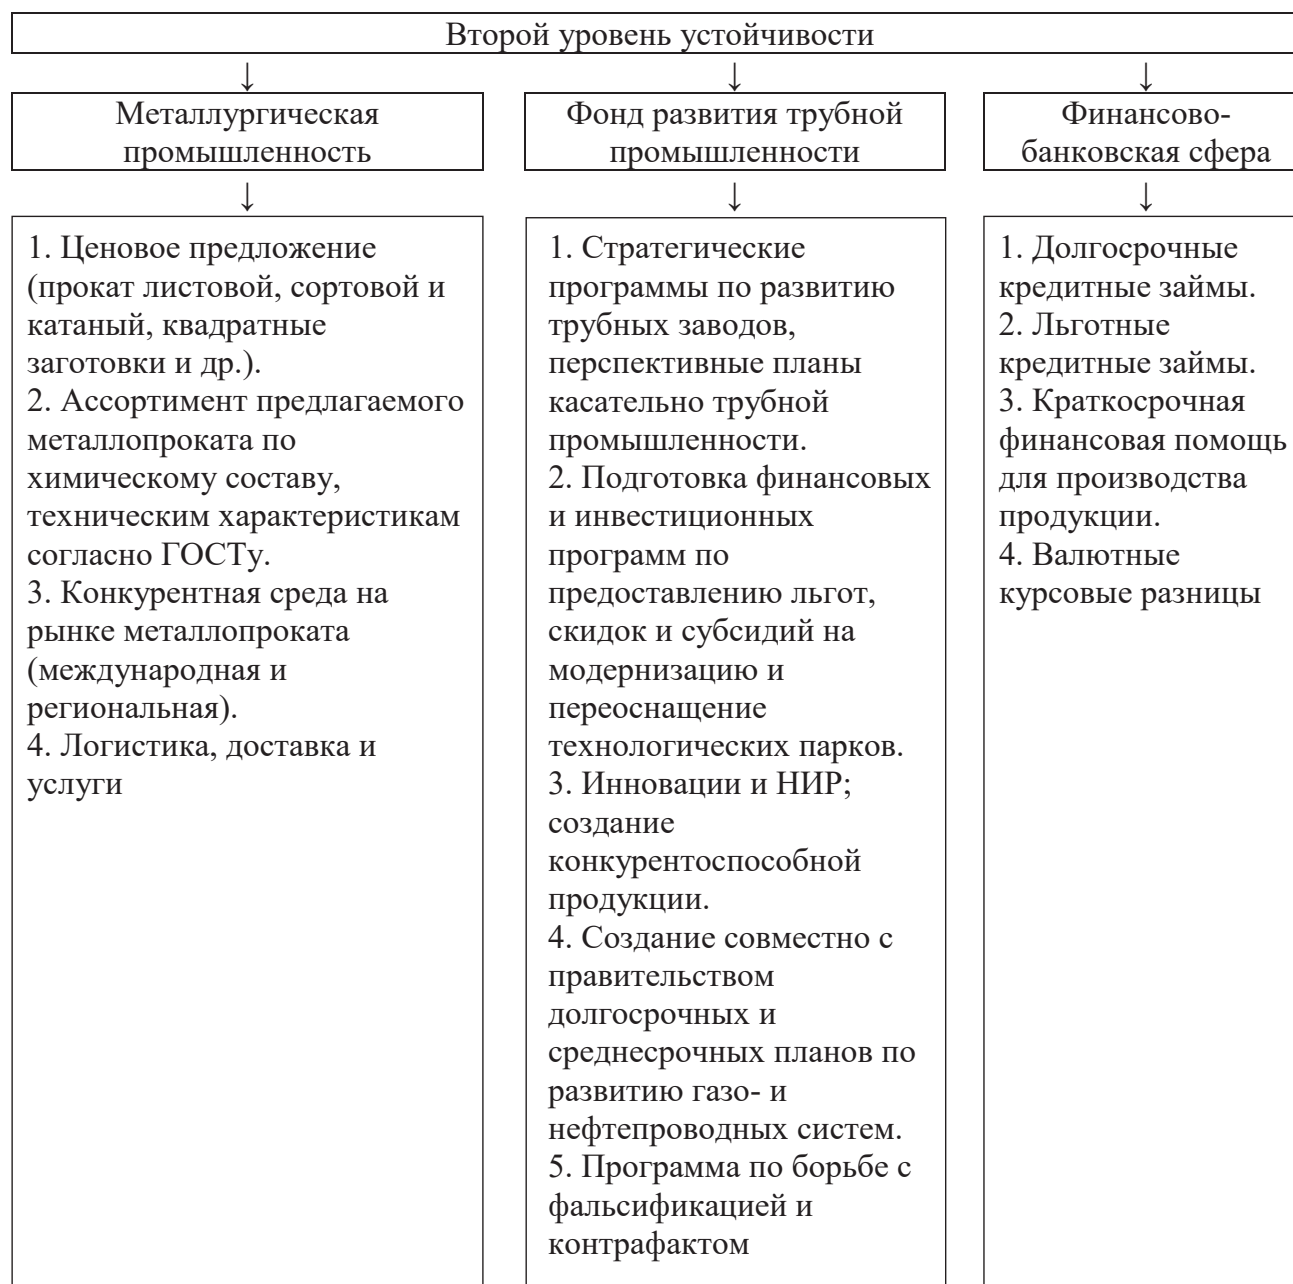 Второй уровень устойчивости
↓
↓
↓
Металлургическая
промышленность
Фонд развития трубной
промышленности
Финансово-
банковская сфера
↓
↓
↓
1. Ценовое предложение
(прокат листовой, сортовой и
катаный, квадратные
заготовки и др.).
2. Ассортимент предлагаемого
металлопроката по
химическому составу,
техническим характеристикам
согласно ГОСТу.
3. Конкурентная среда на
рынке металлопроката
(международная и
региональная).
4. Логистика, доставка и
услуги
1. Стратегические
программы по развитию
трубных заводов,
перспективные планы
касательно трубной
промышленности.
2. Подготовка финансовых
и инвестиционных
программ по
предоставлению льгот,
скидок и субсидий на
модернизацию и
переоснащение
технологических парков.
3. Инновации и НИР;
создание
конкурентоспособной
продукции.
4. Создание совместно с
правительством
долгосрочных и
среднесрочных планов по
развитию газо- и
нефтепроводных систем.
5. Программа по борьбе с
фальсификацией и
контрафактом
1. Долгосрочные
кредитные займы.
2. Льготные
кредитные займы.
3. Краткосрочная
финансовая помощь
для производства
продукции.
4. Валютные
курсовые разницы